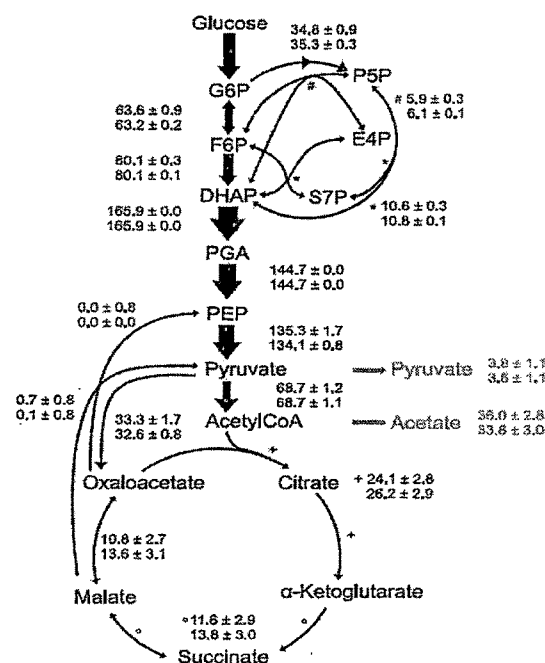 Glucose
34.8 ± 0.9
35.3 ± 0.3
P5P
G6P
#
# 5.9 ± 0.3
6.1 ± 0.1
63.6 ± 0.9
63.2 ± 0.2
F6P
E4P
80.1 ± 0.3
80.1 ± 0.1
*
*
DHAP
S7P
* 10.6 ± 0.3
10.8 ± 0.1
165.9 ± 0.0
165.9 ± 0.0
PGA
144.7 ± 0.0
144.7 ± 0.0
0.0 ± 0.8
0.0 ± 0.0
PEP
135.3 ± 1.7
134.1 ± 0.8
Pyruvate
Pyruvate
3.8 ± 1.1
3.6 ± 1.1
0.7 ± 0.8
0.1 ± 0.8
68.7 ± 1.2
68.7 ± 1.1
33.3 ± 1.7
32.6 ± 0.8
AcetylCoA
Acetate
35.0 ± 2.8
33.8 ± 3.0
+
Oxaloacetate
Citrate
+ 24.1 ± 2.8
26.2 ± 2.9
+
10.8 ± 2.7
13.6 ± 3.1
Malate
α-Ketoglutarate
° 11.6 ± 2.9
13.8 ± 3.0
°
°
Succinate